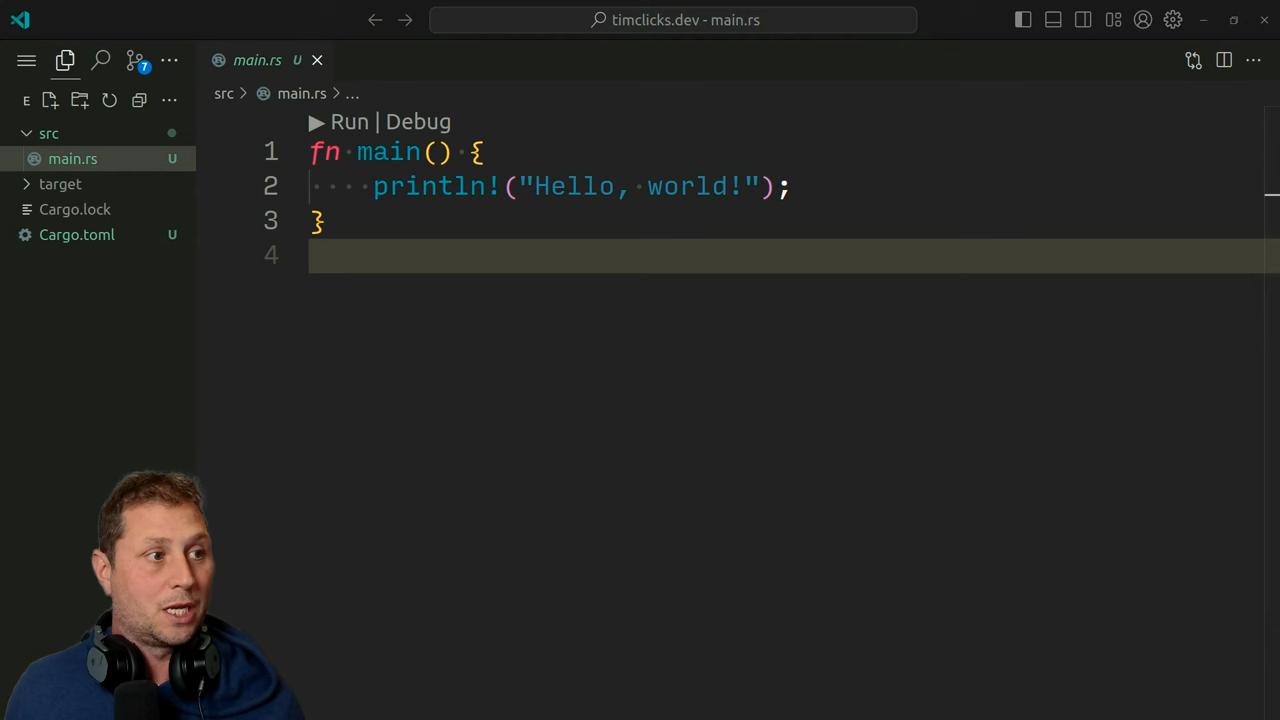 timclicks.dev - main.rs
7
main.rs U
E
src > main.rs > ...
src
main.rs U
target
Cargo.lock
Cargo.toml U
Run | Debug
1 fn main() {
2 println!("Hello, world!");
3 }
4